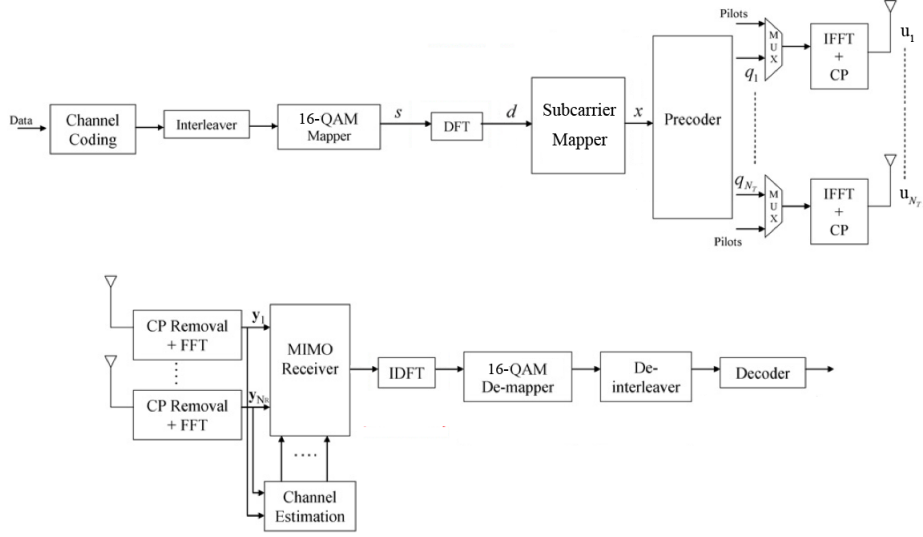 Data
Channel
Coding
Interleaver
16-QAM
Mapper
s
DFT
d
Subcarrier
Mapper
x
Precoder
Pilots
q1
MUX
IFFT
+
CP
u1
qNT
Pilots
MUX
IFFT
+
CP
uNT
CP Removal
+ FFT
y1
CP Removal
+ FFT
yNR
MIMO
Receiver
Channel
Estimation
IDFT
16-QAM
De-mapper
De-
interleaver
Decoder